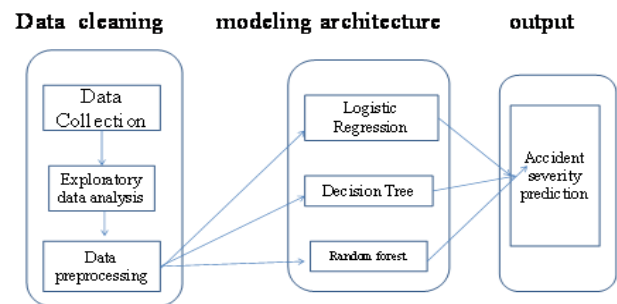 Data cleaning
modeling architecture
output
Data
Collection
Exploratory
data analysis
Data
preprocessing
Logistic
Regression
Decision Tree
Random forest
Accident
severity
prediction